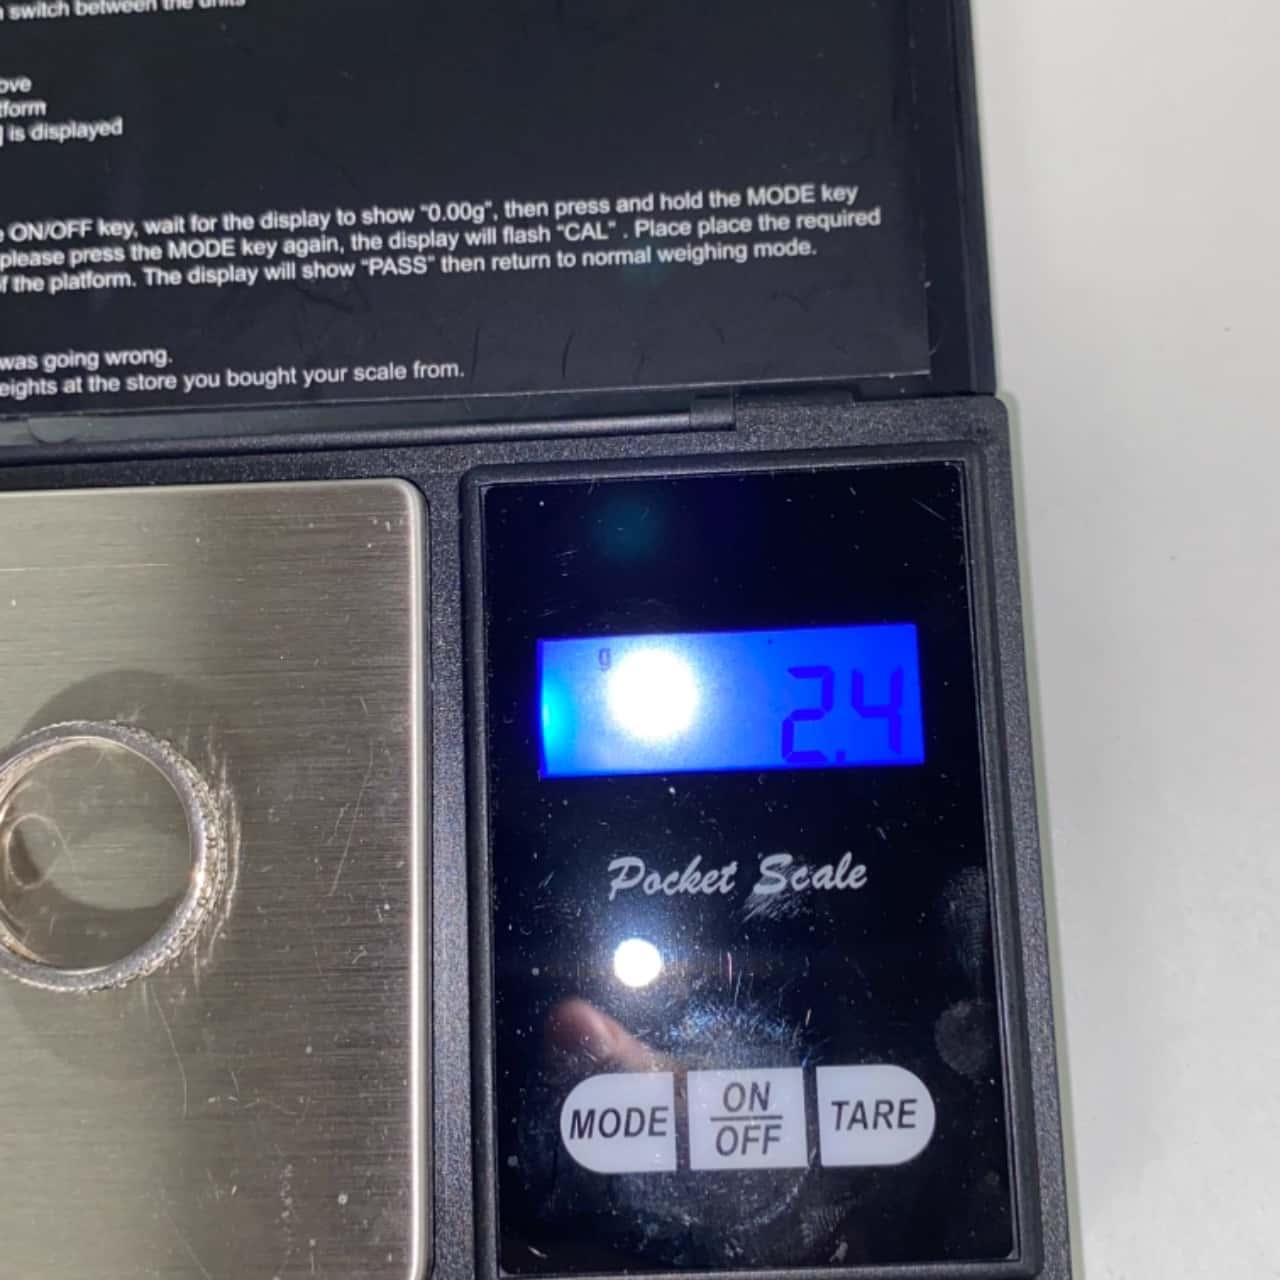 switch between the units
ove
tform
] is displayed
ON/OFF key, wait for the display to show “0.00g”, then press and hold the MODE key
please press the MODE key again, the display will flash “CAL” . Place place the required
f the platform. The display will show “PASS” then return to normal weighing mode.
was going wrong.
eights at the store you bought your scale from.
g 2.4
Pocket Scale
MODE ON/OFF TARE